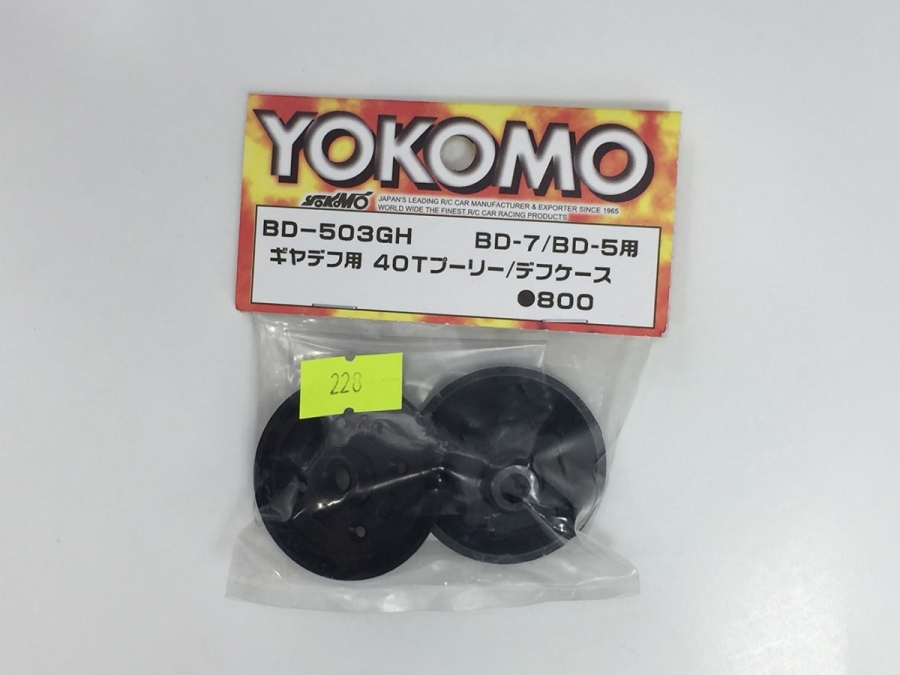 YOKOMO
YOKOMO JAPAN'S LEADING R/C CAR MANUFACTURER & EXPORTER SINCE 1965
WORLD WIDE THE FINEST R/C CAR RACING PRODUCTS
BD-503GH BD-7/BD-5用
ギヤデフ用 40Tプーリー/デフケース
●800
228